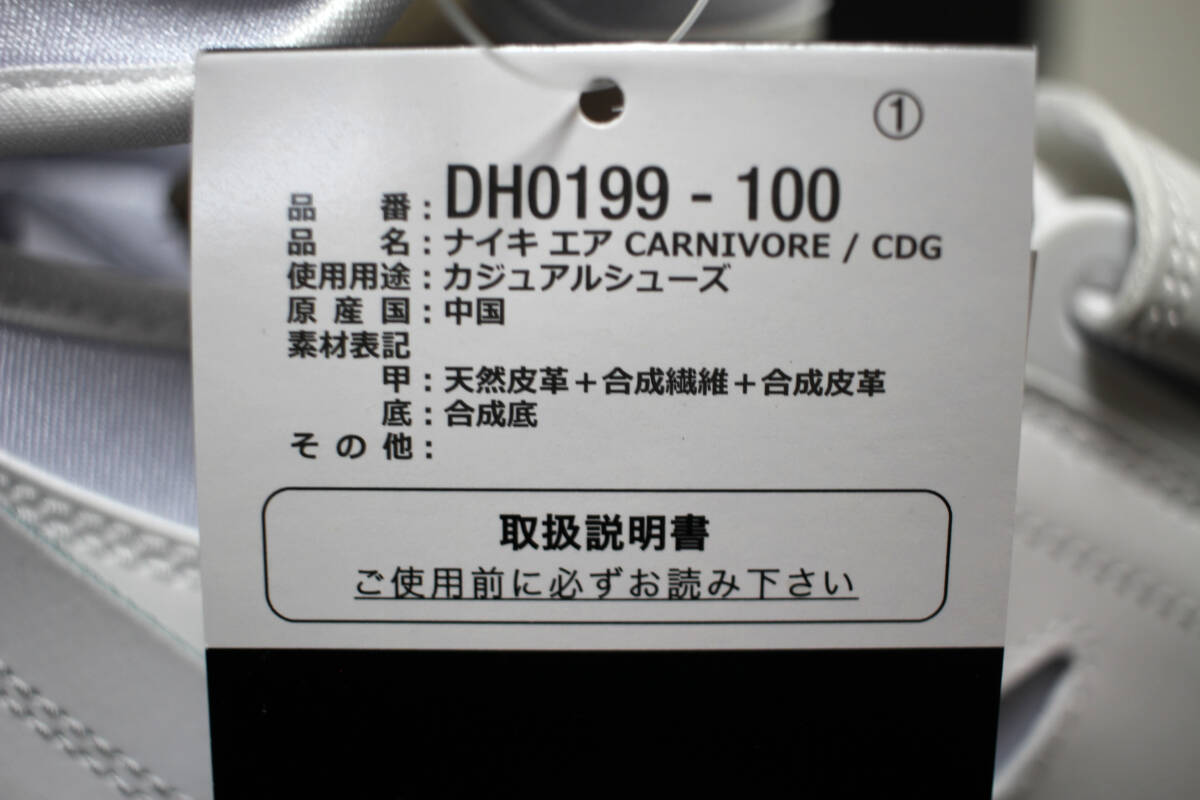 ①
品番：DH0199 - 100
品名：ナイキ エア CARNIVORE / CDG
使用用途：カジュアルシューズ
原産国：中国
素材表記
甲：天然皮革＋合成繊維＋合成皮革
底：合成底
その他：
取扱説明書
ご使用前に必ずお読み下さい